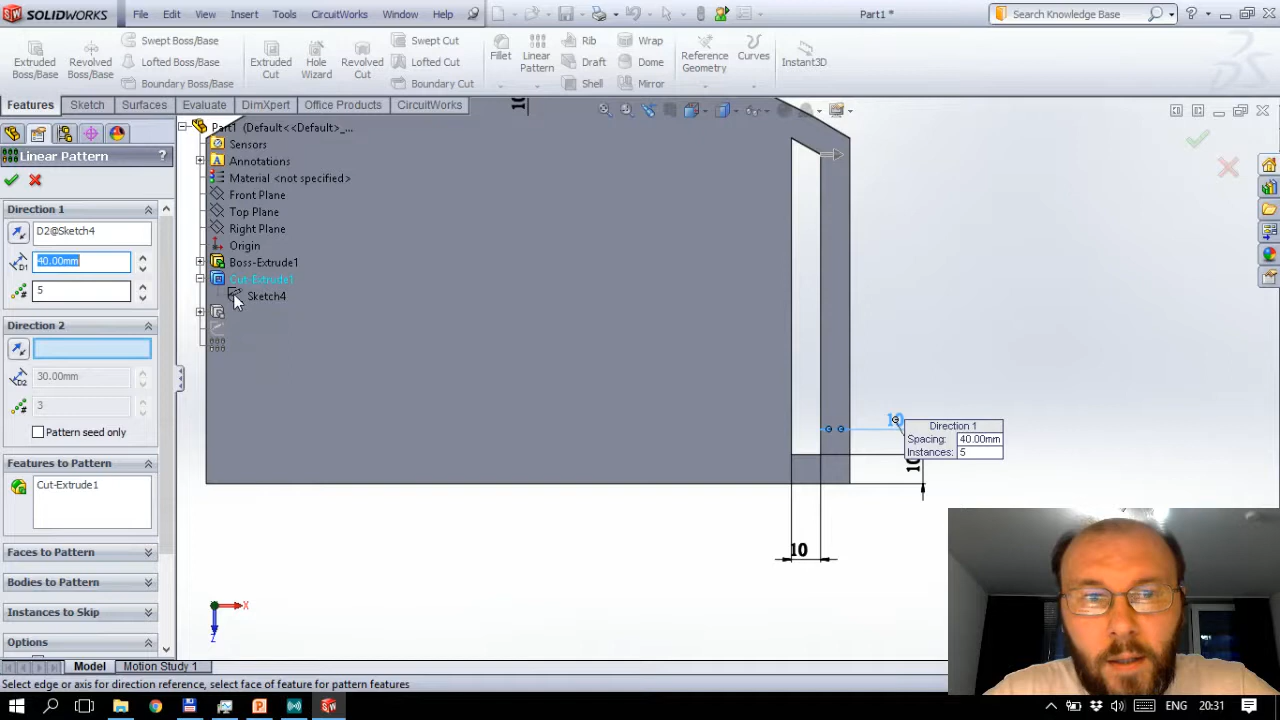 SOLIDWORKS
File Edit View Insert Tools CircuitWorks Window Help
Part1 *
Search Knowledge Base
Extruded Boss/Base
Revolved Boss/Base
Swept Boss/Base
Lofted Boss/Base
Boundary Boss/Base
Extruded Cut
Hole Wizard
Revolved Cut
Swept Cut
Lofted Cut
Boundary Cut
Fillet
Linear Pattern
Rib
Draft
Shell
Wrap
Dome
Mirror
Reference Geometry
Curves
Instant3D
Features Sketch Surfaces Evaluate DimXpert Office Products CircuitWorks
Linear Pattern ?
Direction 1
D2@Sketch4
40.00mm
5
Direction 2
30.00mm
3
Pattern seed only
Features to Pattern
Cut-Extrude1
Faces to Pattern
Bodies to Pattern
Instances to Skip
Options
Part1 (Default<<Default>_...
Sensors
Annotations
Material <not specified>
Front Plane
Top Plane
Right Plane
Origin
Boss-Extrude1
Cut-Extrude1
Sketch4
10
Direction 1
Spacing: 40.00mm
Instances: 5
10
10
X
Z
Model Motion Study 1
Select edge or axis for direction reference, select face of feature for pattern features
ENG 20:31